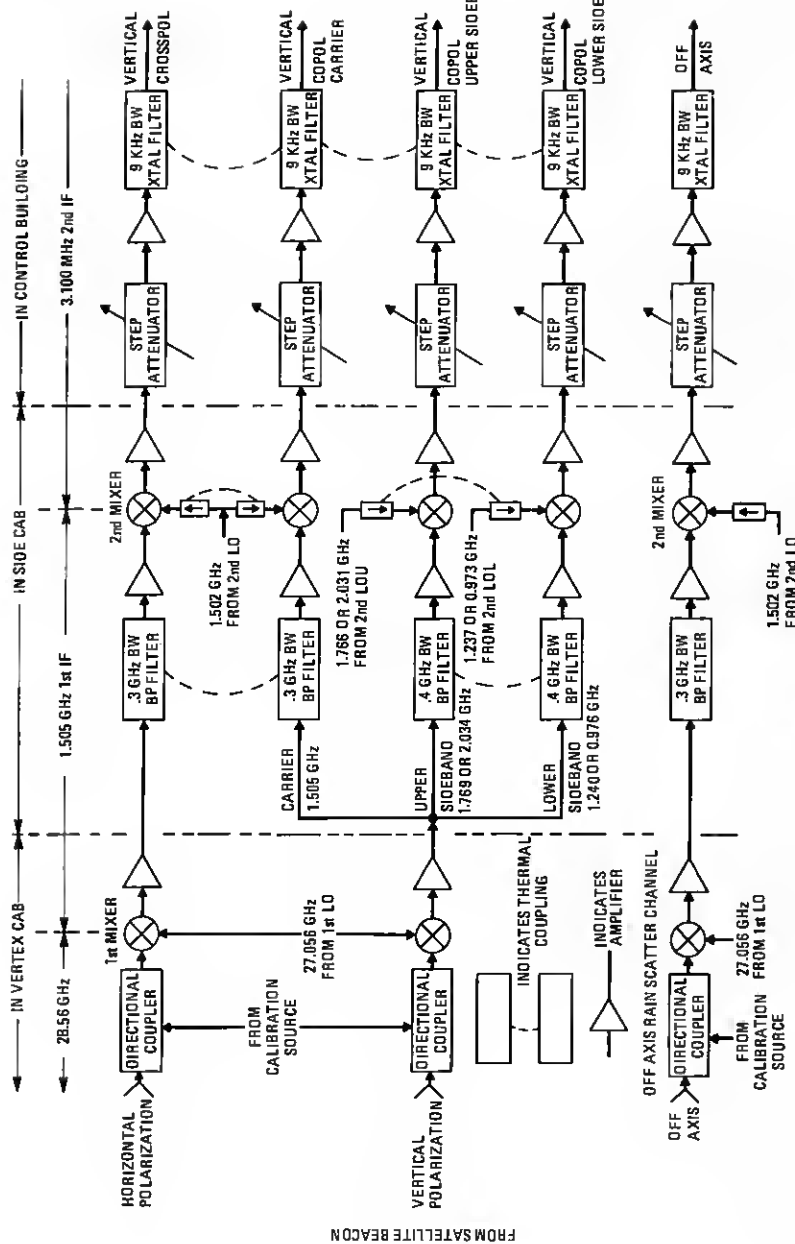 IN VERTEX CAB
IN SIDE CAB
IN CONTROL BUILDING
28.56 GHz
1.505 GHz 1st IF
3.100 MHz 2nd IF
FROM SATELLITE BEACON
HORIZONTAL
POLARIZATION
DIRECTIONAL
COUPLER
1st MIXER
.3 GHz BW
BP FILTER
2nd MIXER
STEP
ATTENUATOR
9 KHz BW
XTAL FILTER
VERTICAL
CROSSPOL
FROM
CALIBRATION
SOURCE
27.056 GHz
FROM 1st LO
1.502 GHz
FROM 2nd LO
CARRIER
1.505 GHz
.3 GHz BW
BP FILTER
STEP
ATTENUATOR
9 KHz BW
XTAL FILTER
VERTICAL
COPOL
CARRIER
1.766 OR 2.031 GHz
FROM 2nd LOU
VERTICAL
POLARIZATION
DIRECTIONAL
COUPLER
UPPER
SIDEBAND
1.769 OR 2.034 GHz
.4 GHz BW
BP FILTER
STEP
ATTENUATOR
9 KHz BW
XTAL FILTER
VERTICAL
COPOL
UPPER SIDE
1.237 OR 0.973 GHz
FROM 2nd LOL
LOWER
SIDEBAND
1.240 OR 0.976 GHz
.4 GHz BW
BP FILTER
STEP
ATTENUATOR
9 KHz BW
XTAL FILTER
VERTICAL
COPOL
LOWER SIDE
INDICATES THERMAL
COUPLING
INDICATES
AMPLIFIER
OFF AXIS RAIN SCATTER CHANNEL
OFF
AXIS
DIRECTIONAL
COUPLER
.3 GHz BW
BP FILTER
2nd MIXER
STEP
ATTENUATOR
9 KHz BW
XTAL FILTER
OFF
AXIS
FROM
CALIBRATION
SOURCE
27.056 GHz
FROM 1st LO
1.502 GHz
FROM 2nd LO